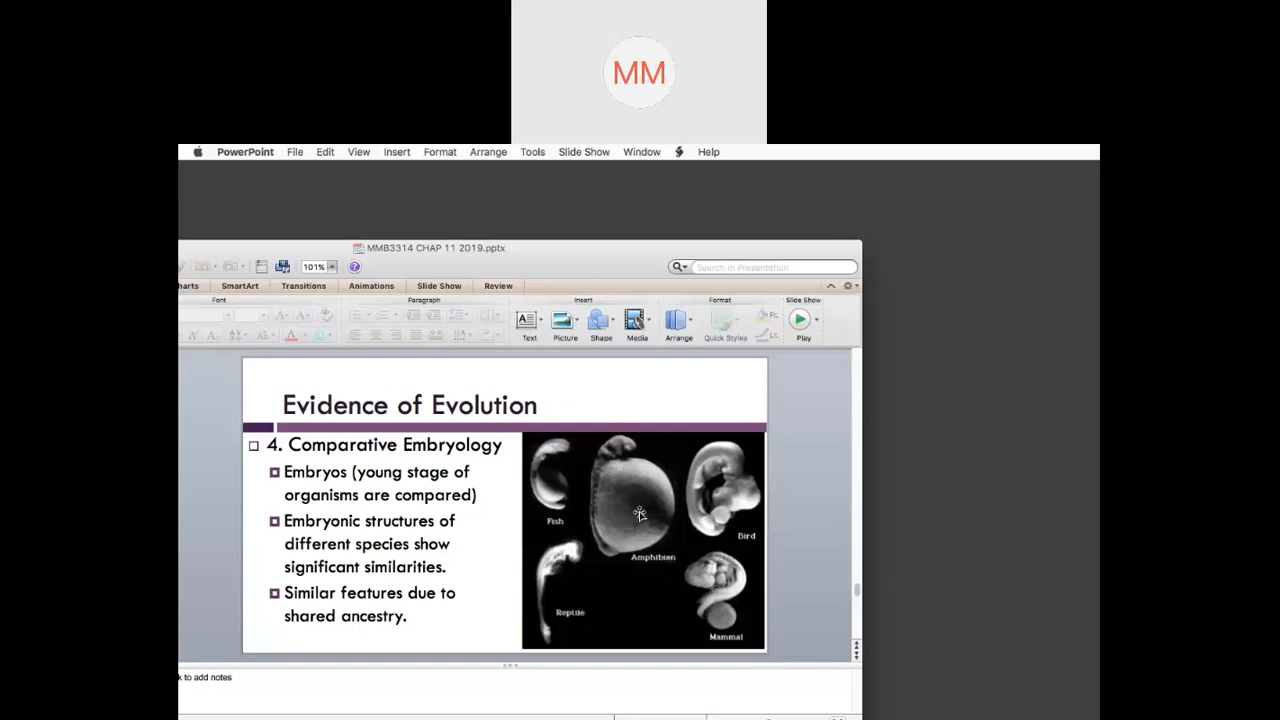 MM
PowerPoint File Edit View Insert Format Arrange Tools Slide Show Window Help
MMB3314 CHAP 11 2019.pptx
101% Search in Presentation
harts SmartArt Transitions Animations Slide Show Review
Font Paragraph Insert Format Slide Show
Text Picture Shape Media Arrange Quick Styles Play
Evidence of Evolution
4. Comparative Embryology
Embryos (young stage of
organisms are compared)
Embryonic structures of
different species show
significant similarities.
Similar features due to
shared ancestry.
Fish
Bird
Amphibian
Reptile
Mammal
k to add notes